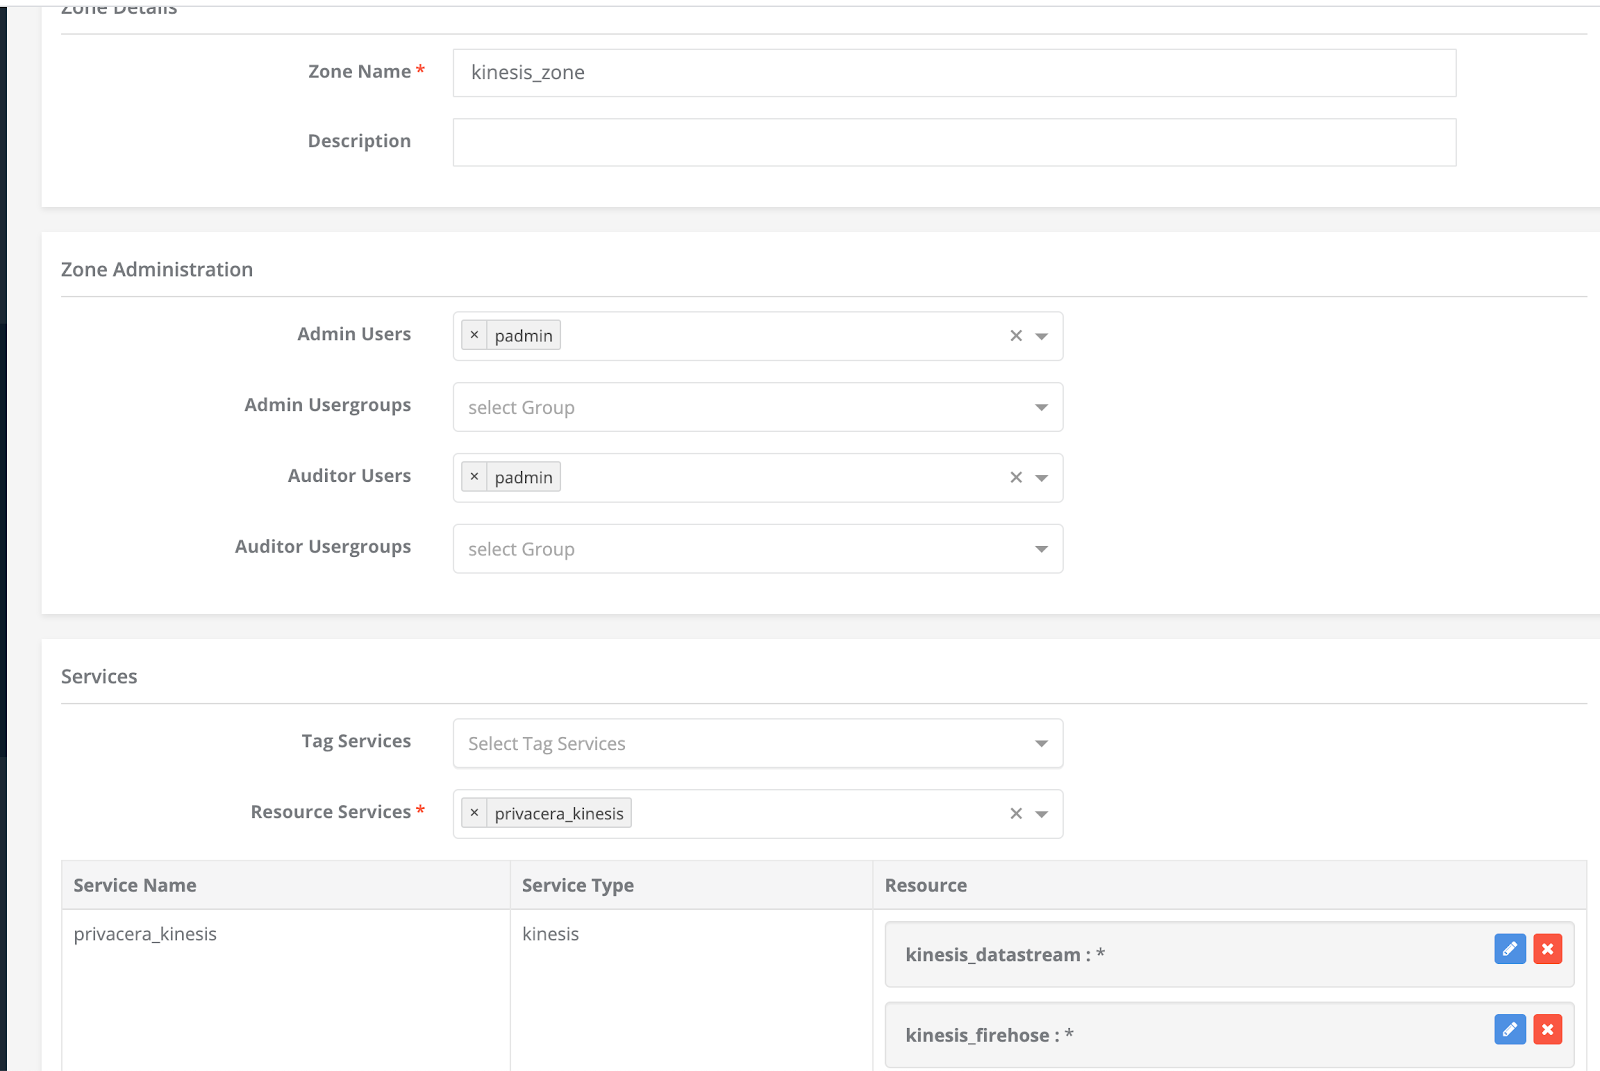 Zone Details
Zone Name *
kinesis_zone
Description
Zone Administration
Admin Users
× padmin
Admin Usergroups
select Group
Auditor Users
× padmin
Auditor Usergroups
select Group
Services
Tag Services
Select Tag Services
Resource Services *
× privacera_kinesis
Service Name Service Type Resource
privacera_kinesis kinesis
kinesis_datastream : *
kinesis_firehose : *